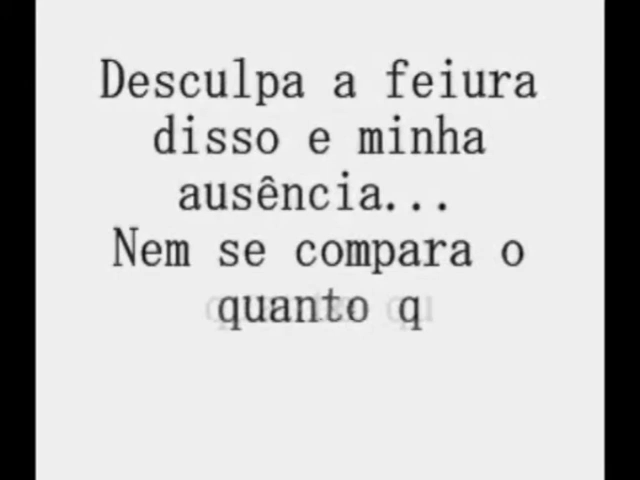 Desculpa a feiura
disso e minha
ausência...
Nem se compara o
quanto q